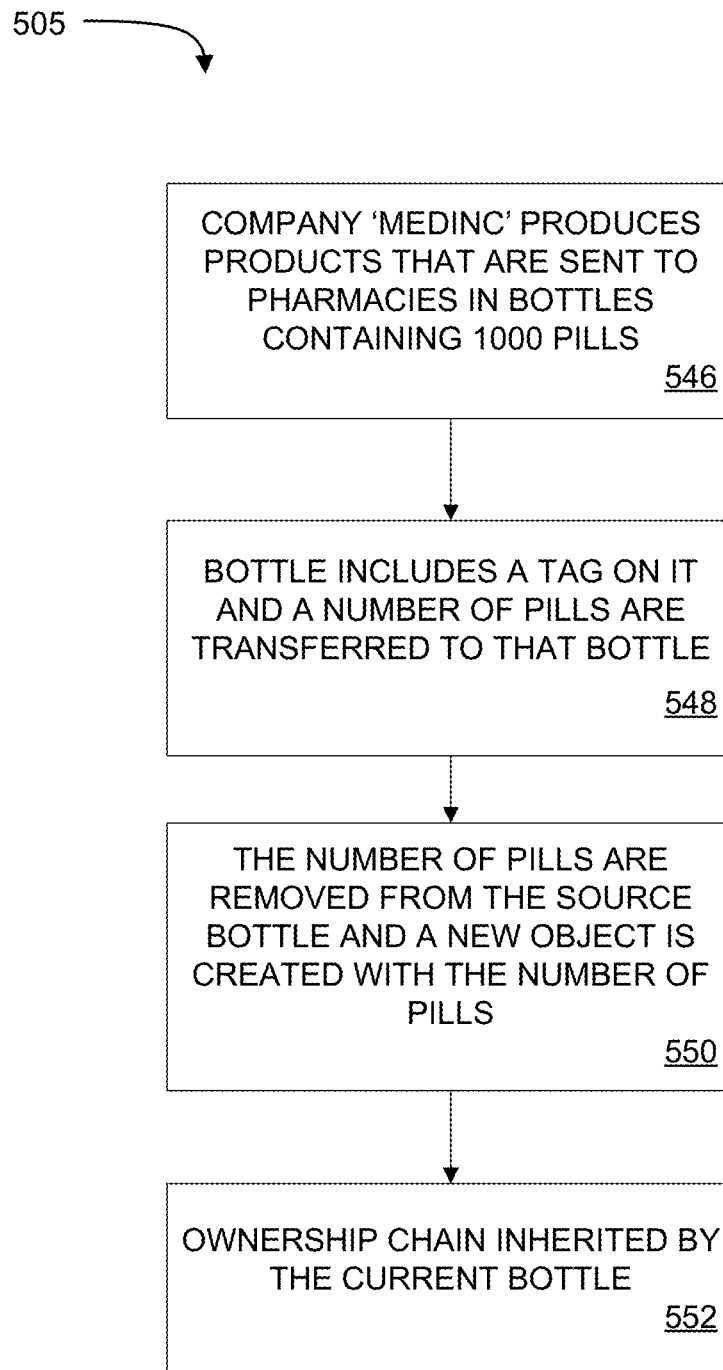 505
COMPANY ‘MEDINC’ PRODUCES
PRODUCTS THAT ARE SENT TO
PHARMACIES IN BOTTLES
CONTAINING 1000 PILLS
546
BOTTLE INCLUDES A TAG ON IT
AND A NUMBER OF PILLS ARE
TRANSFERRED TO THAT BOTTLE
548
THE NUMBER OF PILLS ARE
REMOVED FROM THE SOURCE
BOTTLE AND A NEW OBJECT IS
CREATED WITH THE NUMBER OF
PILLS
550
OWNERSHIP CHAIN INHERITED BY
THE CURRENT BOTTLE
552